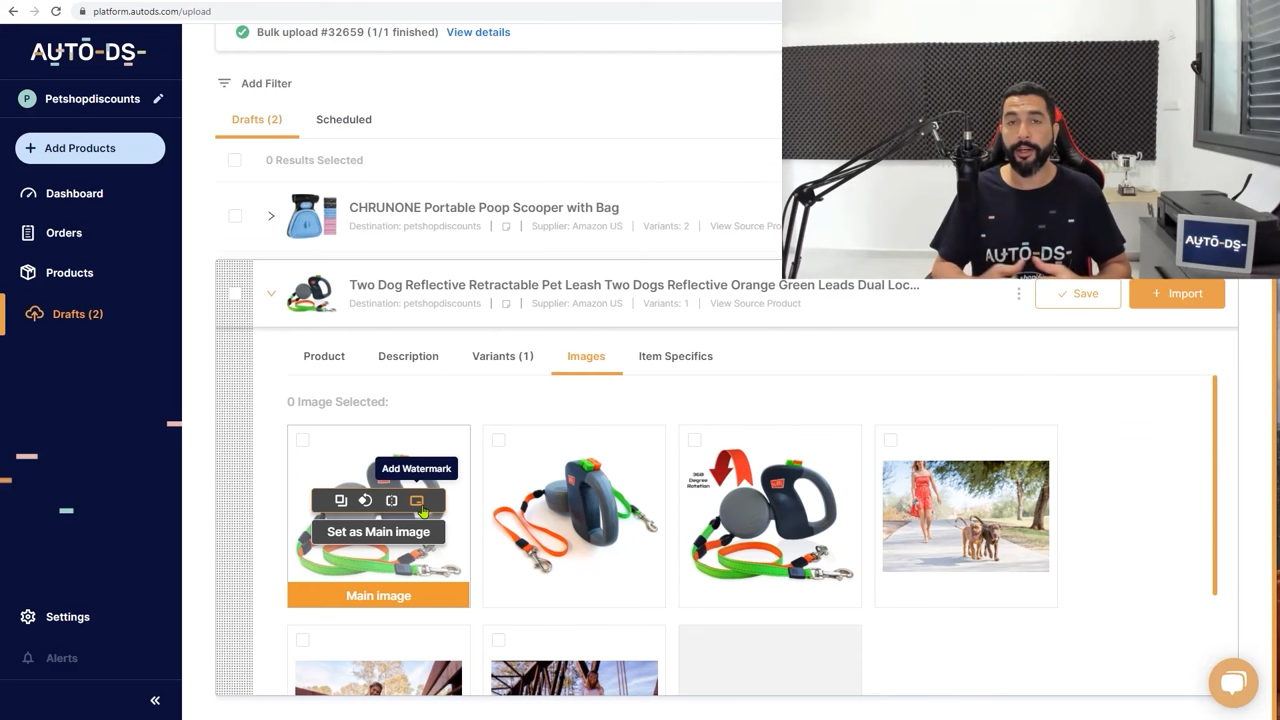 platform.autods.com/upload
AUTO-DS-
P Petshopdiscounts
+ Add Products
Dashboard
Orders
Products
Drafts (2)
Settings
Alerts
Bulk upload #32659 (1/1 finished) View details
Add Filter
Drafts (2) Scheduled
0 Results Selected
CHRUNONE Portable Poop Scooper with Bag
Destination: petshopdiscounts | | Supplier: Amazon US | Variants: 2 | View Source Pro
Two Dog Reflective Retractable Pet Leash Two Dogs Reflective Orange Green Leads Dual Loc...
Destination: petshopdiscounts | | Supplier: Amazon US | Variants: 1 | View Source Product
Save
+ Import
Product Description Variants (1) Images Item Specifics
0 Image Selected:
Add Watermark
Set as Main image
Main image
360
Degree
Rotation
AUTO-DS-
AUTO-DS-